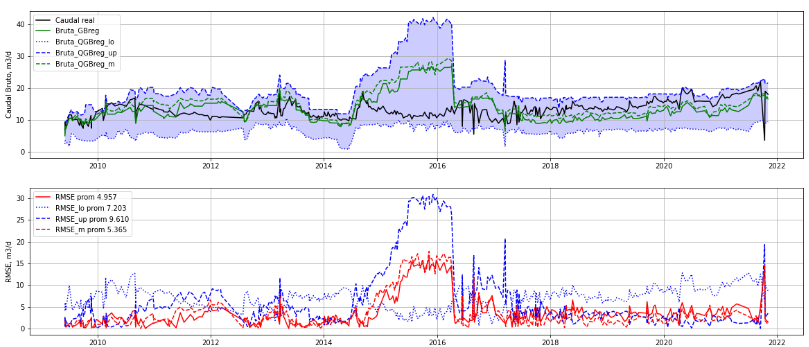 Caudal real
Bruta_GBreg
Bruta_QGBreg_lo
Bruta_QGBreg_up
Bruta_QGBreg_m
Caudal Bruto, m3/d
40
30
20
10
0
2010
2012
2014
2016
2018
2020
2022
RMSE prom 4.957
RMSE_lo prom 7.203
RMSE_up prom 9.610
RMSE_m prom 5.365
RMSE, m3/d
30
25
20
15
10
5
0
2010
2012
2014
2016
2018
2020
2022